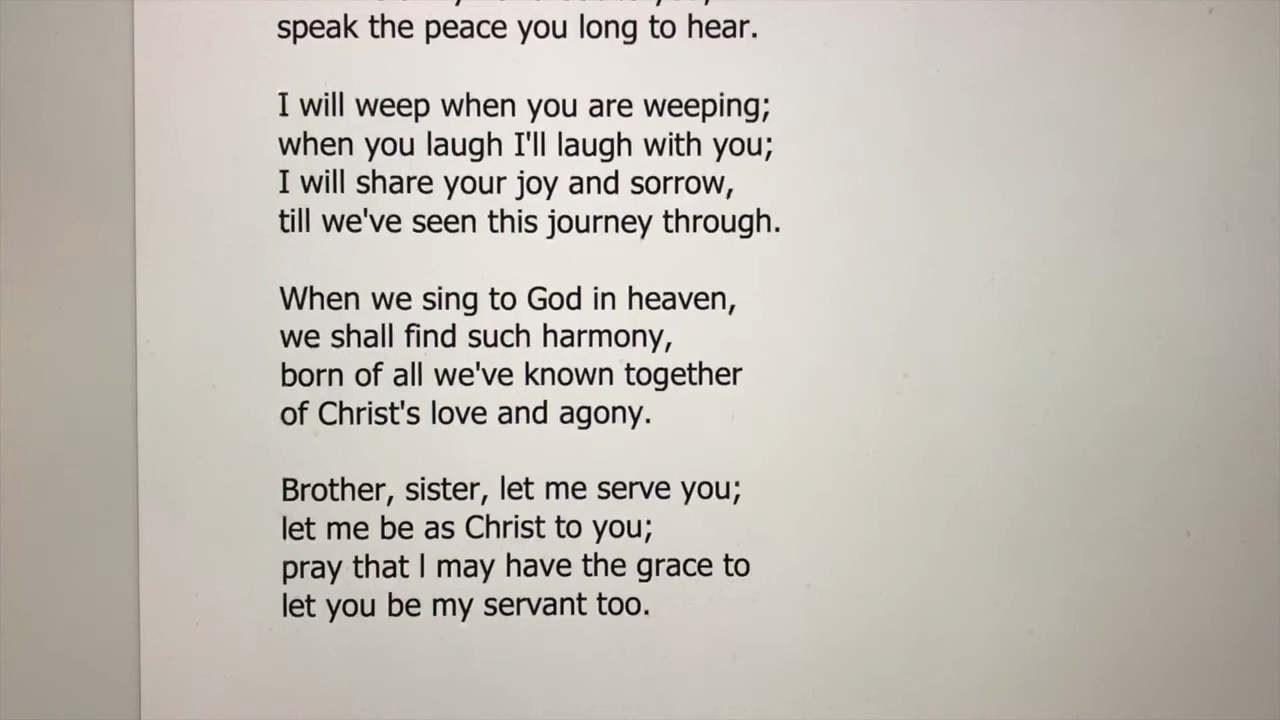 speak the peace you long to hear.
I will weep when you are weeping;
when you laugh I'll laugh with you;
I will share your joy and sorrow,
till we've seen this journey through.
When we sing to God in heaven,
we shall find such harmony,
born of all we've known together
of Christ's love and agony.
Brother, sister, let me serve you;
let me be as Christ to you;
pray that I may have the grace to
let you be my servant too.